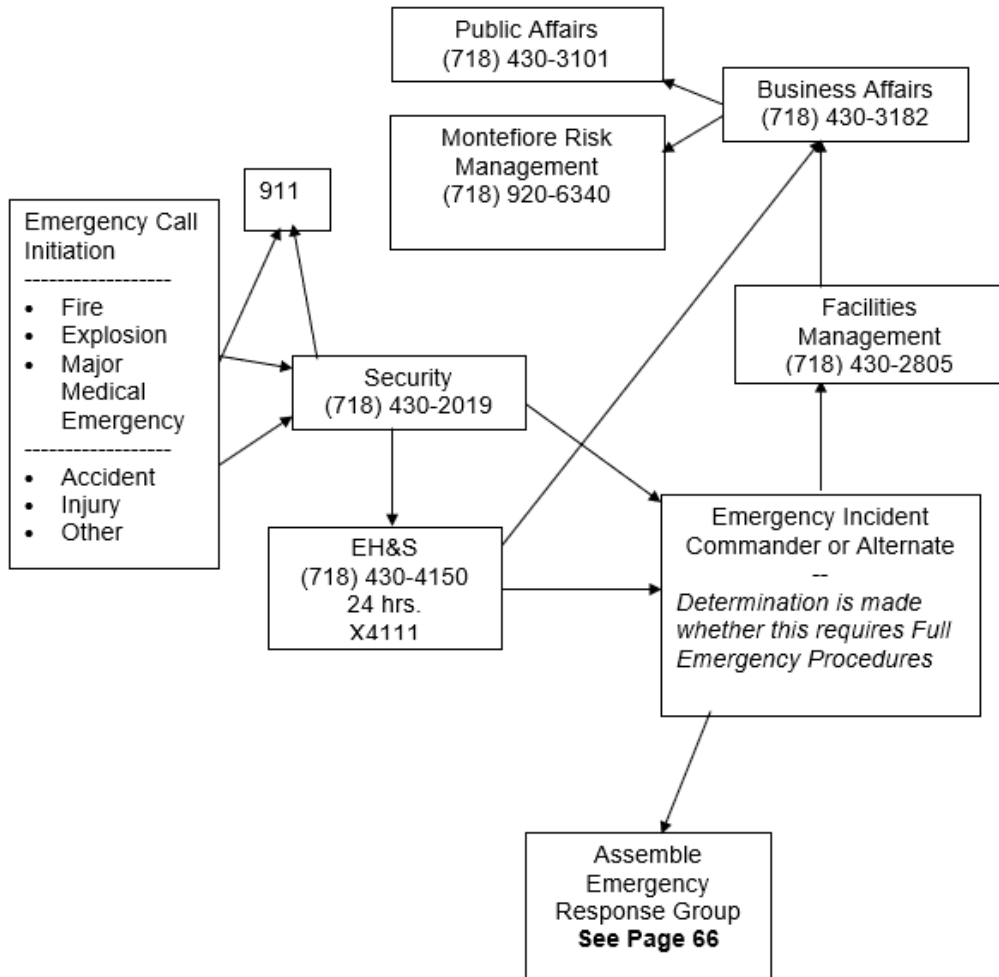 Public Affairs
(718) 430-3101
Business Affairs
(718) 430-3182
Montefiore Risk
Management
(718) 920-6340
911
Emergency Call
Initiation
------------------
• Fire
• Explosion
• Major
Medical
Emergency
------------------
• Accident
• Injury
• Other
Security
(718) 430-2019
Facilities
Management
(718) 430-2805
EH&S
(718) 430-4150
24 hrs.
X4111
Emergency Incident
Commander or Alternate
--
Determination is made
whether this requires Full
Emergency Procedures
Assemble
Emergency
Response Group
See Page 66